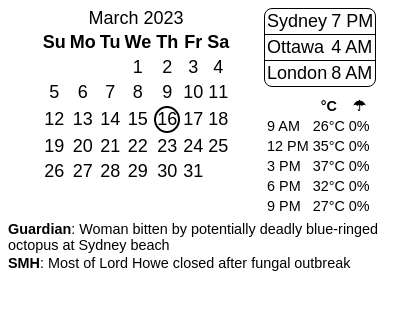 March 2023
Su Mo Tu We Th Fr Sa
1 2 3 4
5 6 7 8 9 10 11
12 13 14 15 16 17 18
19 20 21 22 23 24 25
26 27 28 29 30 31
Sydney 7 PM
Ottawa 4 AM
London 8 AM
°C ☂
9 AM 26°C 0%
12 PM 35°C 0%
3 PM 37°C 0%
6 PM 32°C 0%
9 PM 27°C 0%
Guardian: Woman bitten by potentially deadly blue-ringed
octopus at Sydney beach
SMH: Most of Lord Howe closed after fungal outbreak